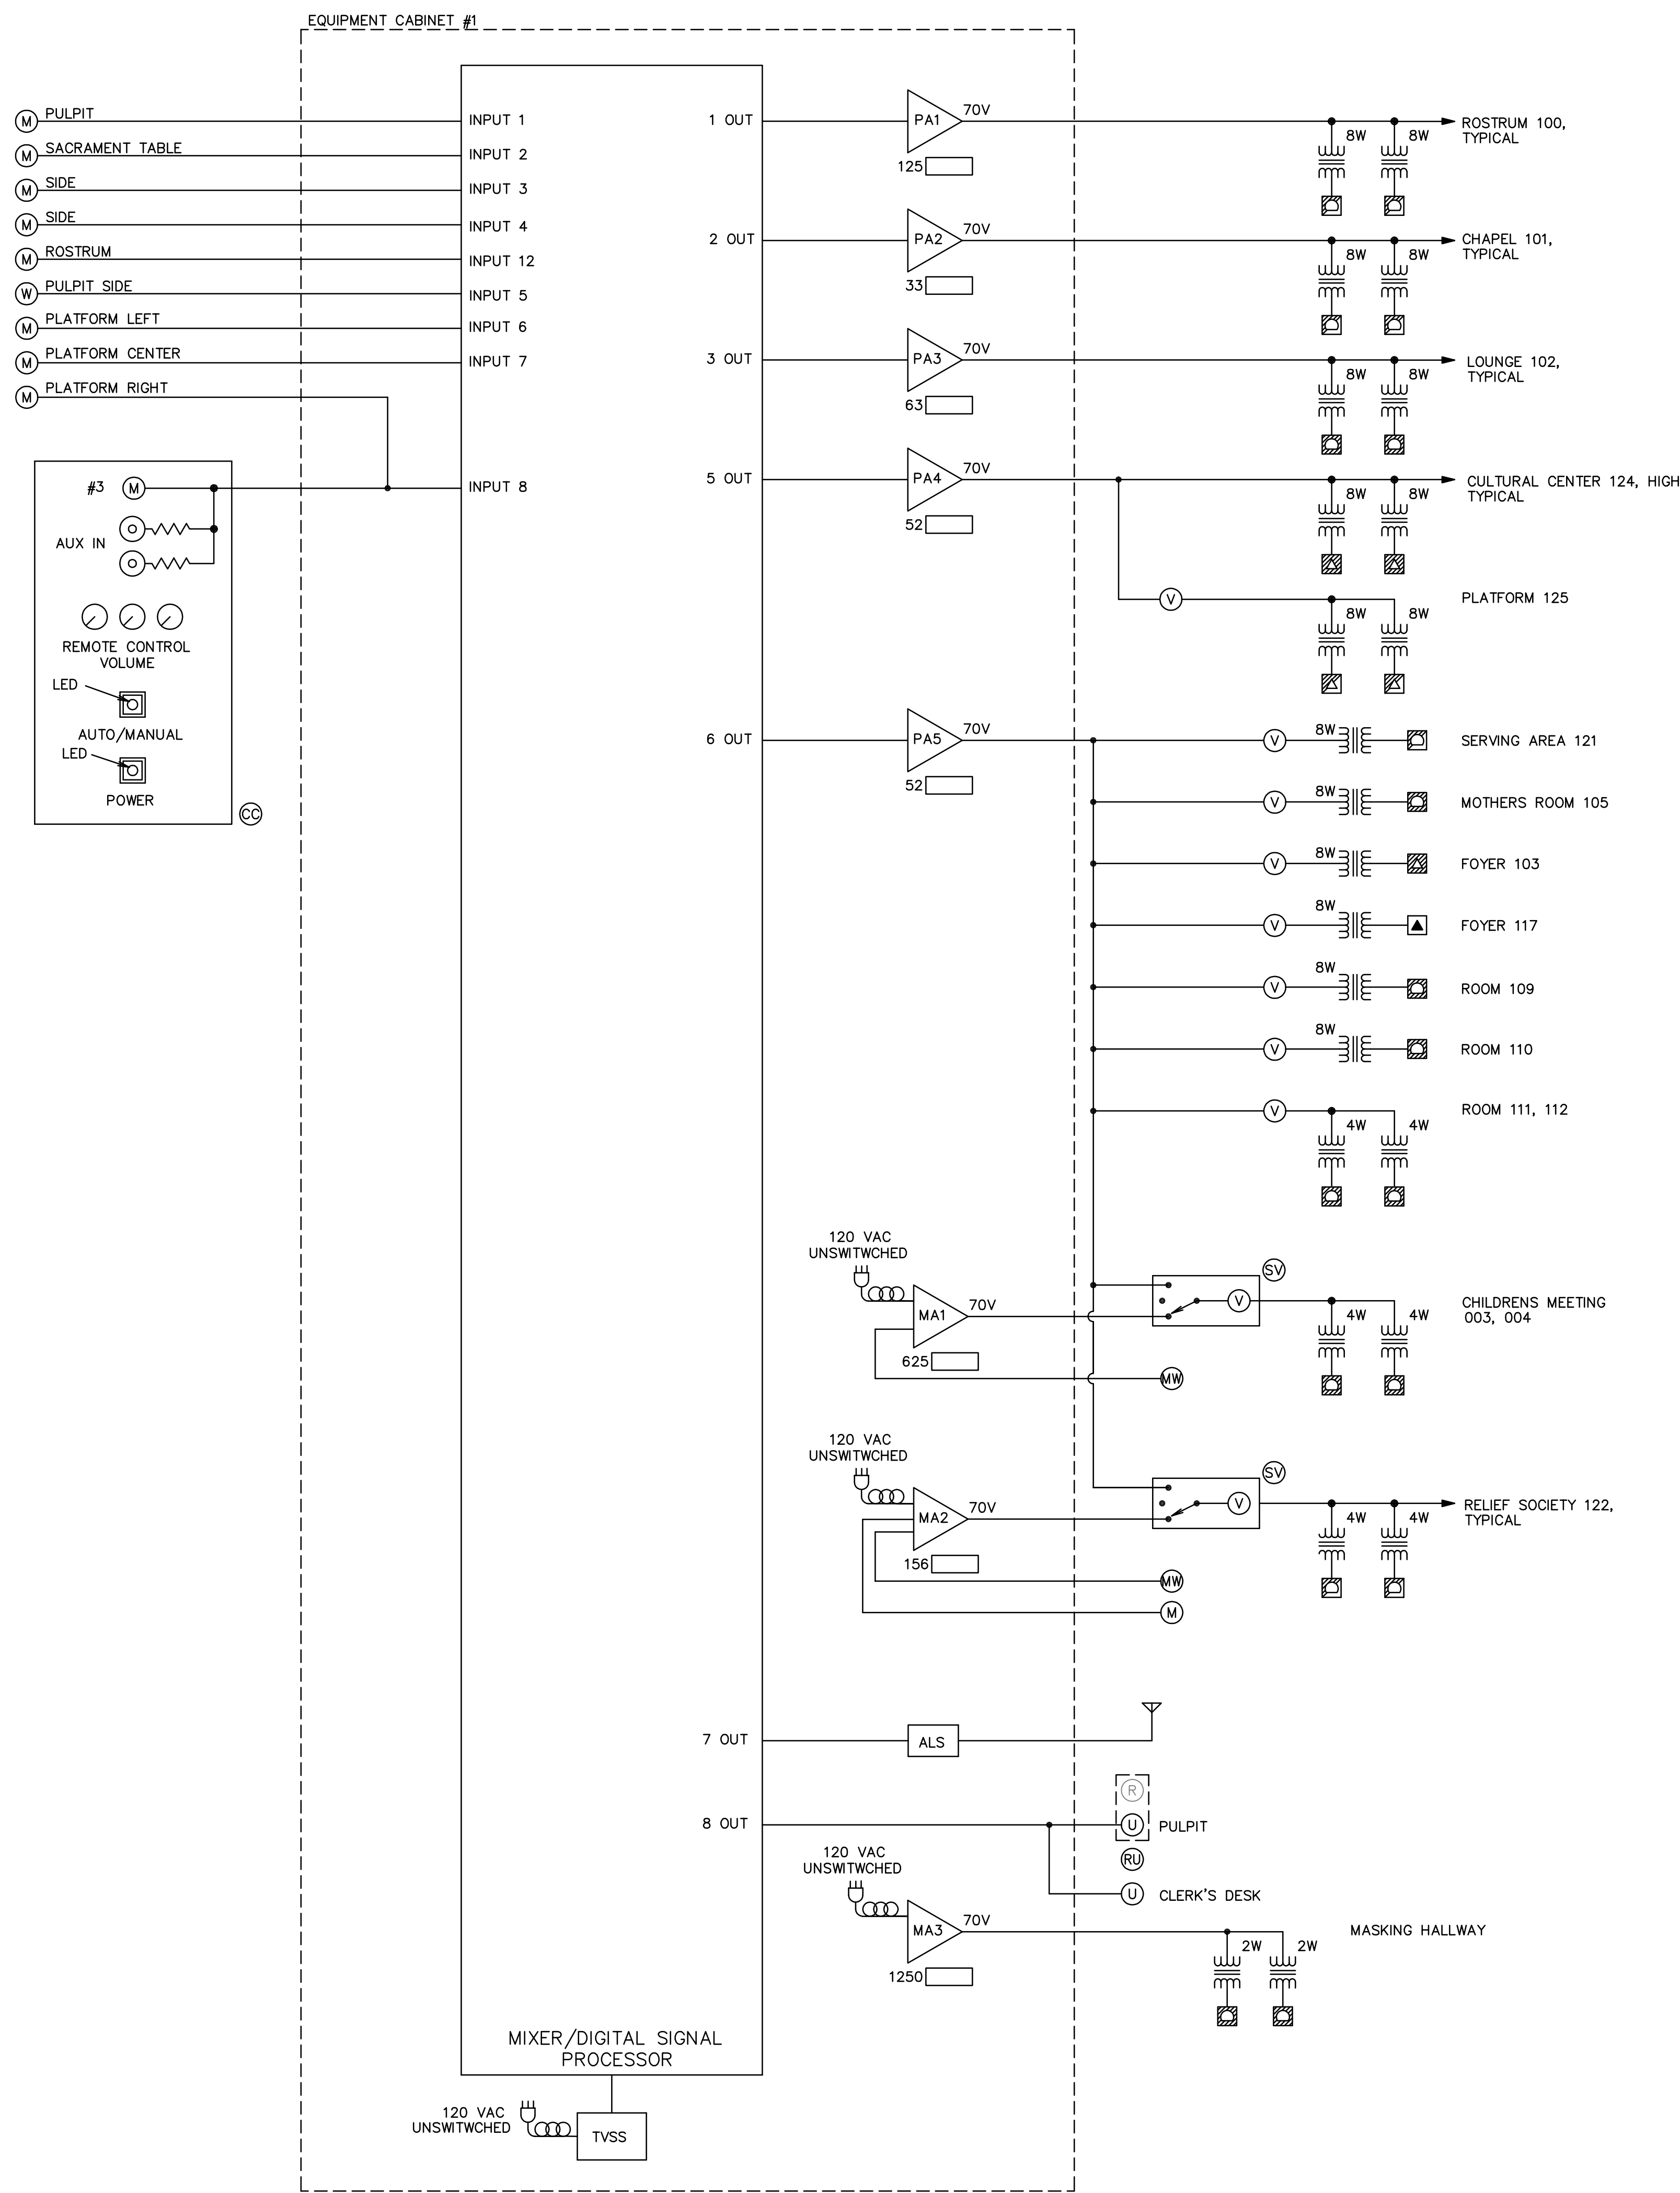 EQUIPMENT CABINET #1
M PULPIT
INPUT 1
1 OUT
PA1
70V
125
8W
8W
ROSTRUM 100,
TYPICAL
M SACRAMENT TABLE
INPUT 2
M SIDE
INPUT 3
M SIDE
INPUT 4
2 OUT
PA2
70V
33
8W
8W
CHAPEL 101,
TYPICAL
M ROSTRUM
INPUT 12
W PULPIT SIDE
INPUT 5
M PLATFORM LEFT
INPUT 6
M PLATFORM CENTER
INPUT 7
3 OUT
PA3
70V
63
8W
8W
LOUNGE 102,
TYPICAL
M PLATFORM RIGHT
#3 M
INPUT 8
AUX IN
REMOTE CONTROL
VOLUME
LED
AUTO/MANUAL
LED
POWER
CC
5 OUT
PA4
70V
52
8W
8W
CULTURAL CENTER 124, HIGH
TYPICAL
V
8W
8W
PLATFORM 125
6 OUT
PA5
70V
52
V
8W
SERVING AREA 121
V
8W
MOTHERS ROOM 105
V
8W
FOYER 103
V
8W
FOYER 117
V
8W
ROOM 109
V
8W
ROOM 110
V
4W
4W
ROOM 111, 112
120 VAC
UNSWITWCHED
MA1
70V
625
SV
V
4W
4W
CHILDRENS MEETING
003, 004
MW
120 VAC
UNSWITWCHED
MA2
70V
156
SV
V
4W
4W
RELIEF SOCIETY 122,
TYPICAL
MW
M
7 OUT
ALS
8 OUT
R
U PULPIT
RU
U CLERK'S DESK
120 VAC
UNSWITWCHED
MA3
70V
1250
2W
2W
MASKING HALLWAY
MIXER/DIGITAL SIGNAL
PROCESSOR
120 VAC
UNSWITWCHED
TVSS